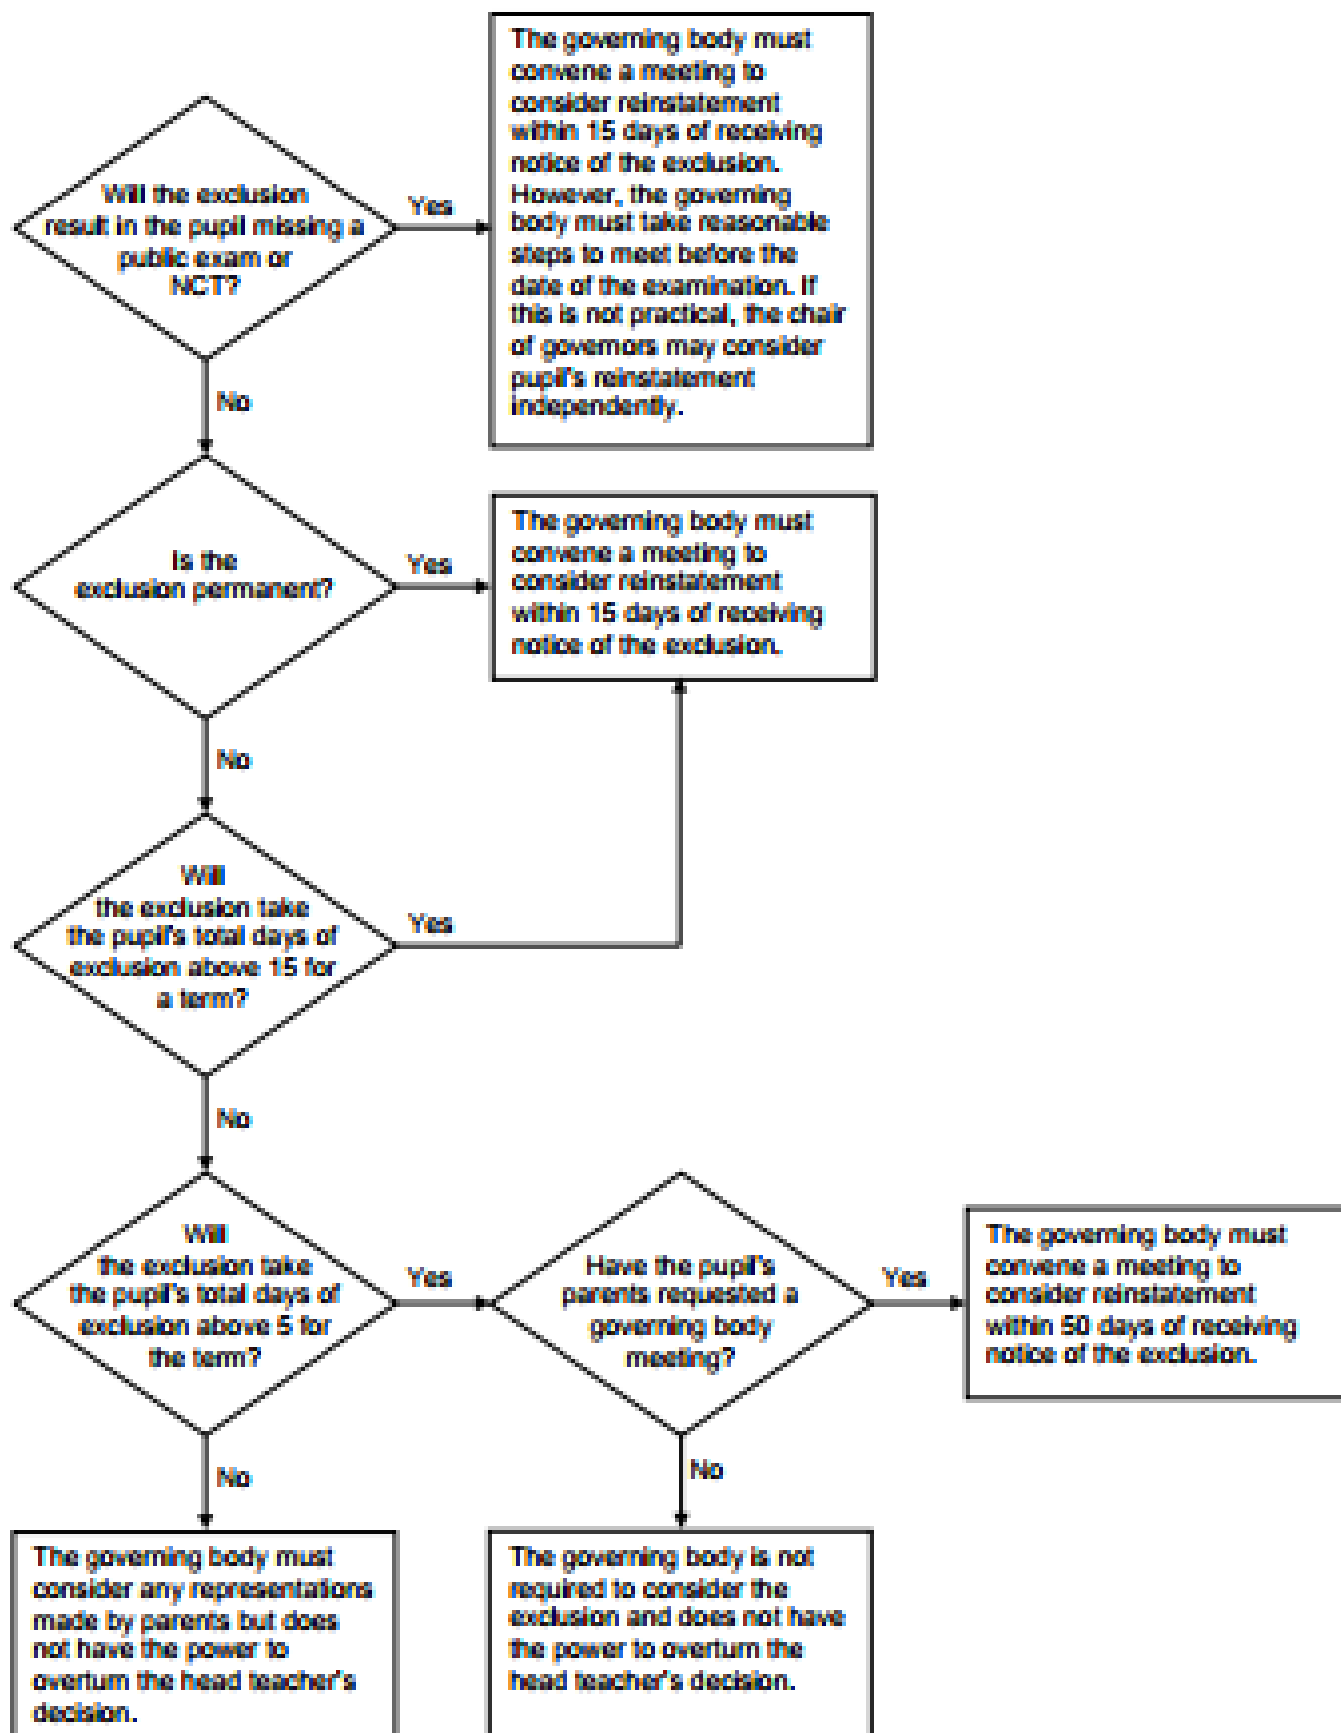 The governing body must
convene a meeting to
consider reinstatement
within 15 days of receiving
notice of the exclusion.
However, the governing
body must take reasonable
steps to meet before the
date of the examination. If
this is not practical, the chair
of governors may consider
pupil's reinstatement
independently.
Will the exclusion
result in the pupil missing a
public exam or
NCT?
Yes
No
Is the
exclusion permanent?
Yes
The governing body must
convene a meeting to
consider reinstatement
within 15 days of receiving
notice of the exclusion.
No
Will
the exclusion take
the pupil's total days of
exclusion above 15 for
a term?
Yes
No
Will
the exclusion take
the pupil's total days of
exclusion above 5 for
the term?
Yes
Have the pupil's
parents requested a
governing body
meeting?
Yes
The governing body must
convene a meeting to
consider reinstatement
within 50 days of receiving
notice of the exclusion.
No
No
The governing body must
consider any representations
made by parents but does
not have the power to
overturn the head teacher's
decision.
The governing body is not
required to consider the
exclusion and does not have
the power to overturn the
head teacher's decision.